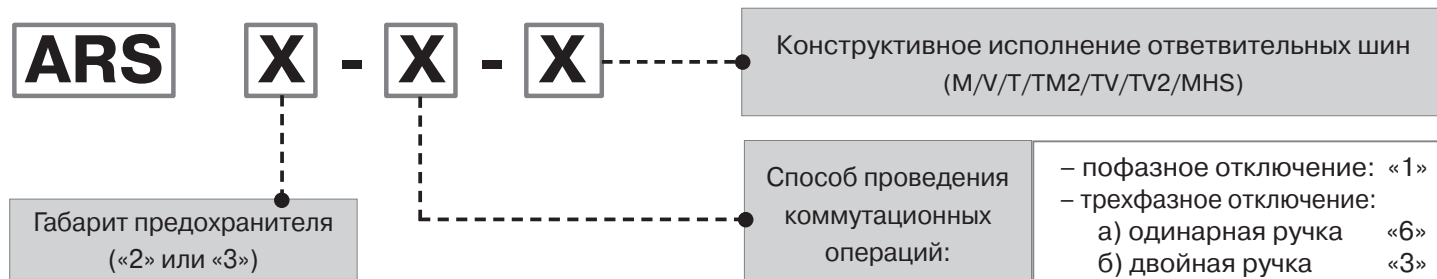 ARS X - X - X
Конструктивное исполнение ответвительных шин
(M/V/T/TM2/TV/TV2/MHS)
Габарит предохранителя
(«2» или «3»)
Способ проведения
коммутационных
операций:
– пофазное отключение: «1»
– трехфазное отключение:
а) одинарная ручка «6»
б) двойная ручка «3»